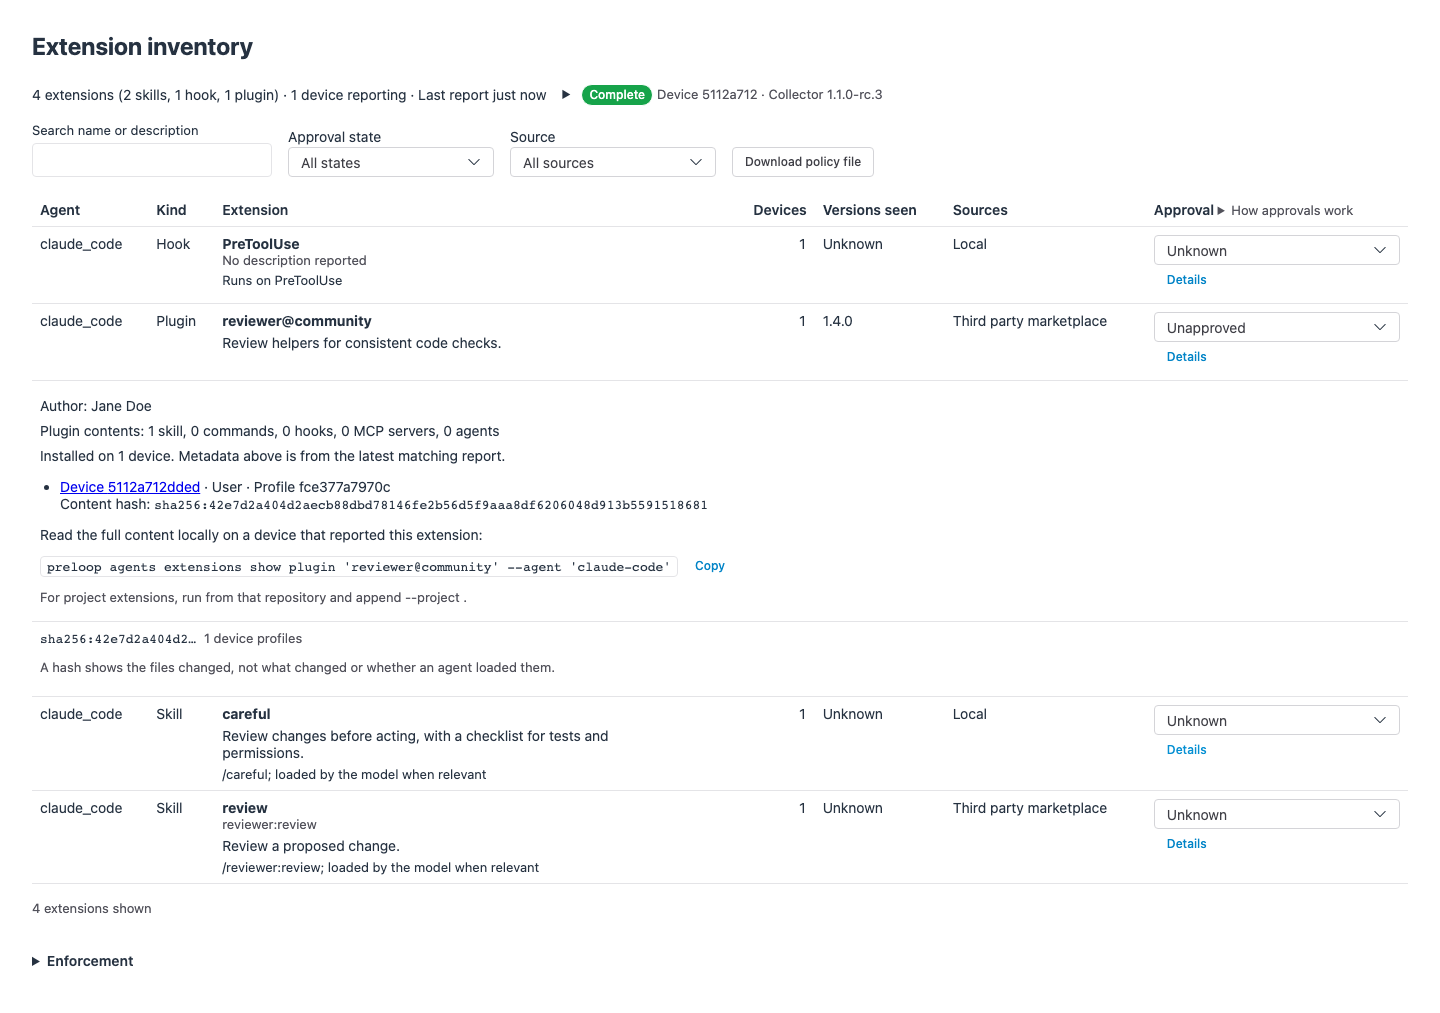 Extension inventory
4 extensions (2 skills, 1 hook, 1 plugin) · 1 device reporting · Last report just now ▶ Complete Device 5112a712 · Collector 1.1.0-rc.3
Search name or description
Approval state
Source
All states
All sources
Download policy file
Agent Kind Extension Devices Versions seen Sources Approval ▶ How approvals work
claude_code Hook PreToolUse 1 Unknown Local Unknown
No description reported
Runs on PreToolUse
Details
claude_code Plugin reviewer@community 1 1.4.0 Third party marketplace Unapproved
Review helpers for consistent code checks.
Details
Author: Jane Doe
Plugin contents: 1 skill, 0 commands, 0 hooks, 0 MCP servers, 0 agents
Installed on 1 device. Metadata above is from the latest matching report.
• Device 5112a712dded · User · Profile fce377a7970c
Content hash: sha256:42e7d2a404d2aecb88dbd78146fe2b56d5f9aaa8df6206048d913b5591518681
Read the full content locally on a device that reported this extension:
preloop agents extensions show plugin 'reviewer@community' --agent 'claude-code' Copy
For project extensions, run from that repository and append --project .
sha256:42e7d2a404d2… 1 device profiles
A hash shows the files changed, not what changed or whether an agent loaded them.
claude_code Skill careful 1 Unknown Local Unknown
Review changes before acting, with a checklist for tests and
permissions.
/careful; loaded by the model when relevant
Details
claude_code Skill review 1 Unknown Third party marketplace Unknown
reviewer:review
Review a proposed change.
/reviewer:review; loaded by the model when relevant
Details
4 extensions shown
▶ Enforcement